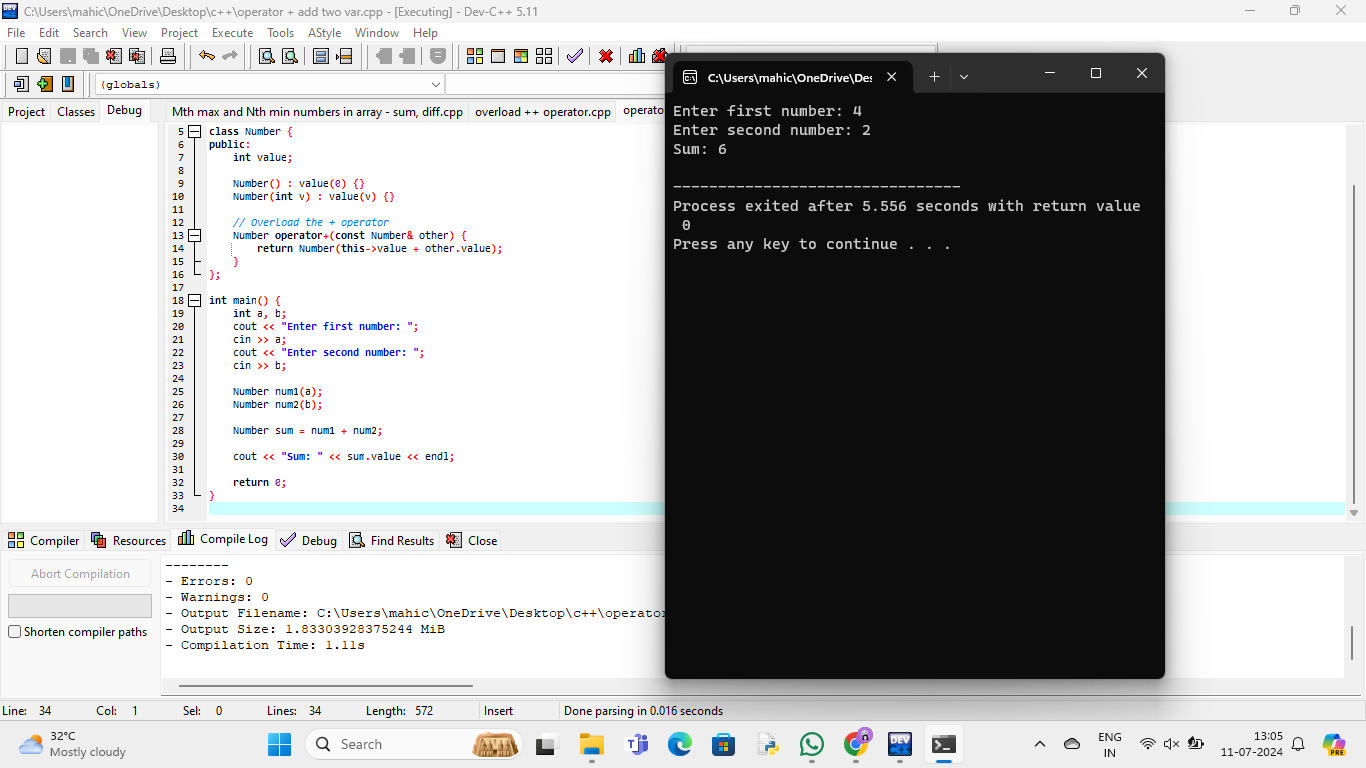 C:\Users\mahic\OneDrive\Desktop\c++\operator + add two var.cpp - [Executing] - Dev-C++ 5.11
File Edit Search View Project Execute Tools AStyle Window Help
(globals)
Project Classes Debug
Mth max and Nth min numbers in array - sum, diff.cpp overload ++ operator.cpp operato
5 class Number {
6 public:
7 int value;
8
9 Number() : value(0) {}
10 Number(int v) : value(v) {}
11
12 // Overload the + operator
13 Number operator+(const Number& other) {
14 return Number(this->value + other.value);
15 }
16 };
17
18 int main() {
19 int a, b;
20 cout << "Enter first number: ";
21 cin >> a;
22 cout << "Enter second number: ";
23 cin >> b;
24
25 Number num1(a);
26 Number num2(b);
27
28 Number sum = num1 + num2;
29
30 cout << "Sum: " << sum.value << endl;
31
32 return 0;
33 }
34
C:\Users\mahic\OneDrive\Des
Enter first number: 4
Enter second number: 2
Sum: 6
--------------------------------
Process exited after 5.556 seconds with return value
0
Press any key to continue . . .
Compiler Resources Compile Log Debug Find Results Close
Abort Compilation
Shorten compiler paths
--------
- Errors: 0
- Warnings: 0
- Output Filename: C:\Users\mahic\OneDrive\Desktop\c++\operator
- Output Size: 1.83303928375244 MiB
- Compilation Time: 1.11s
Line: 34 Col: 1 Sel: 0 Lines: 34 Length: 572 Insert Done parsing in 0.016 seconds
32°C
Mostly cloudy
Search
DEV
PRE
ENG
IN
13:05
11-07-2024